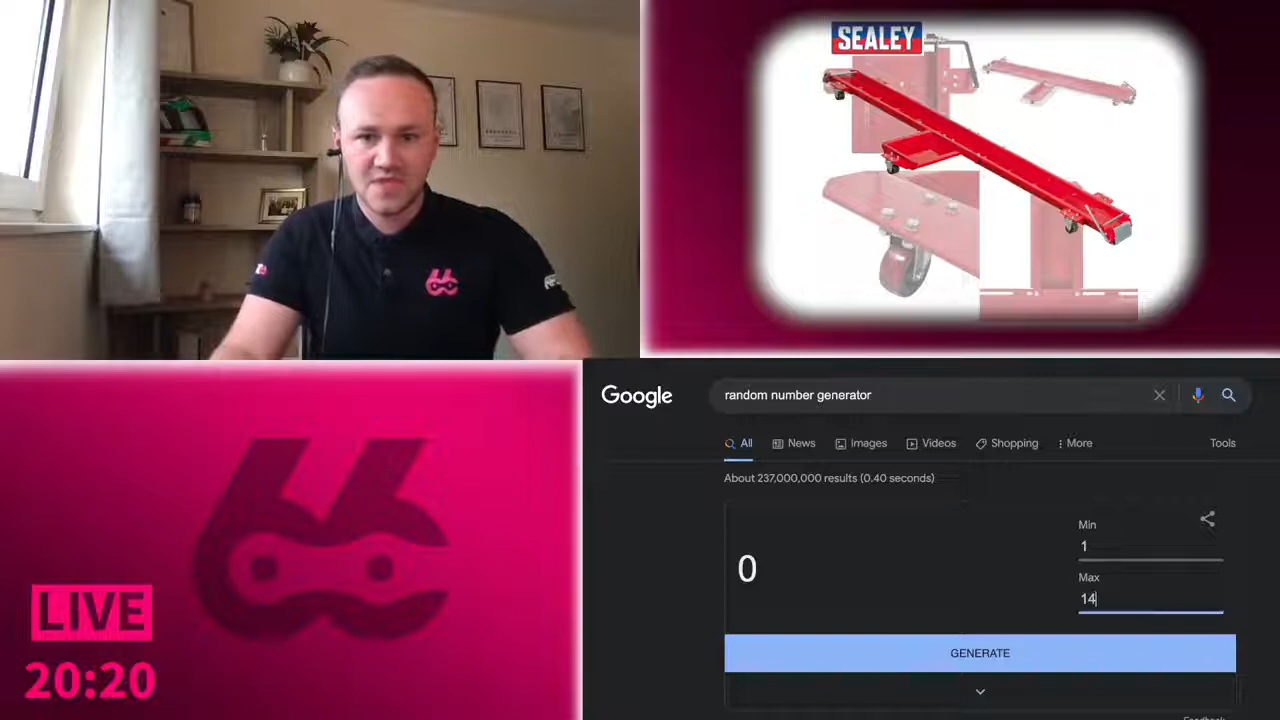 SEALEY
Google
random number generator
All
News
Images
Videos
Shopping
More
Tools
About 237,000,000 results (0.40 seconds)
Min
1
0
Max
14
GENERATE
LIVE
20:20
Feedback